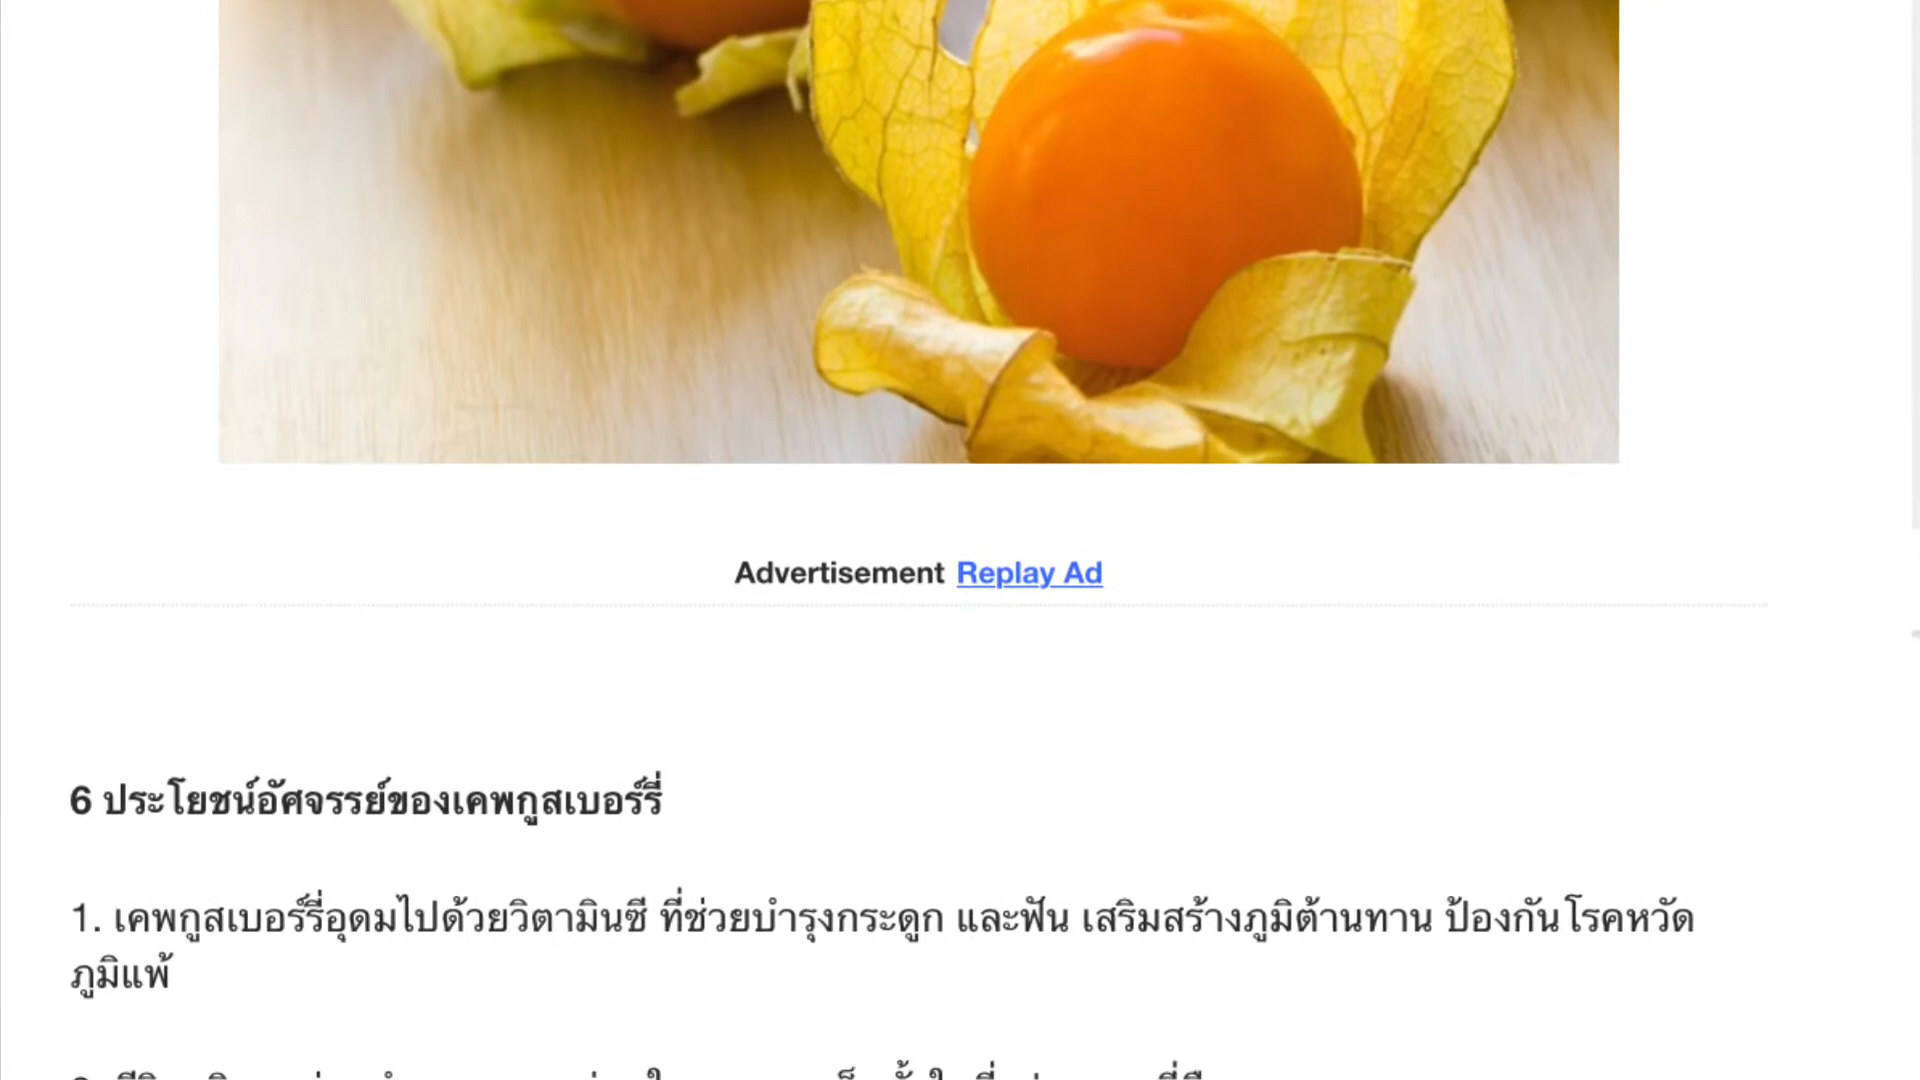 Advertisement Replay Ad
6 ประโยชน์อัศจรรย์ของเคพกูสเบอร์รี่
1. เคพกูสเบอร์รี่อุดมไปด้วยวิตามินซี ที่ช่วยบำรุงกระดูก และฟัน เสริมสร้างภูมิต้านทาน ป้องกันโรคหวัด
ภูมิแพ้